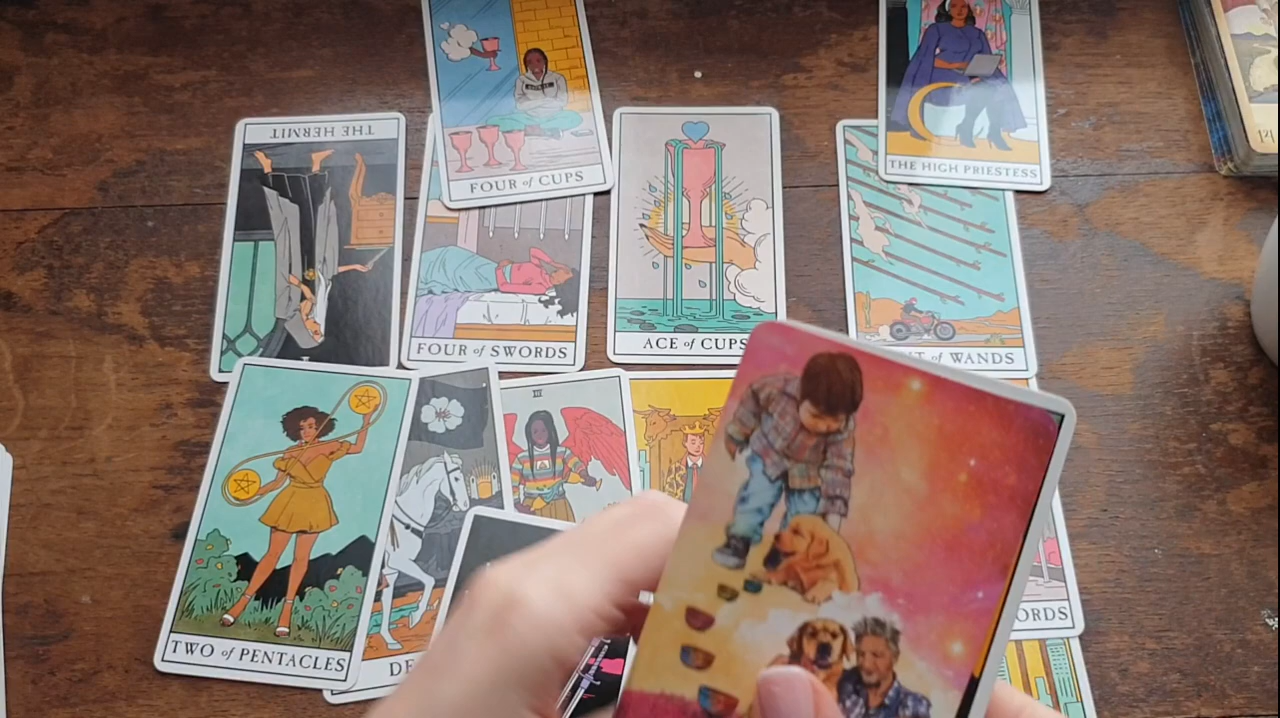 FOUR of CUPS
THE HIGH PRIESTESS
THE HERMIT
FOUR of SWORDS
ACE of CUPS
of WANDS
III
TWO of PENTACLES
DE
ORDS